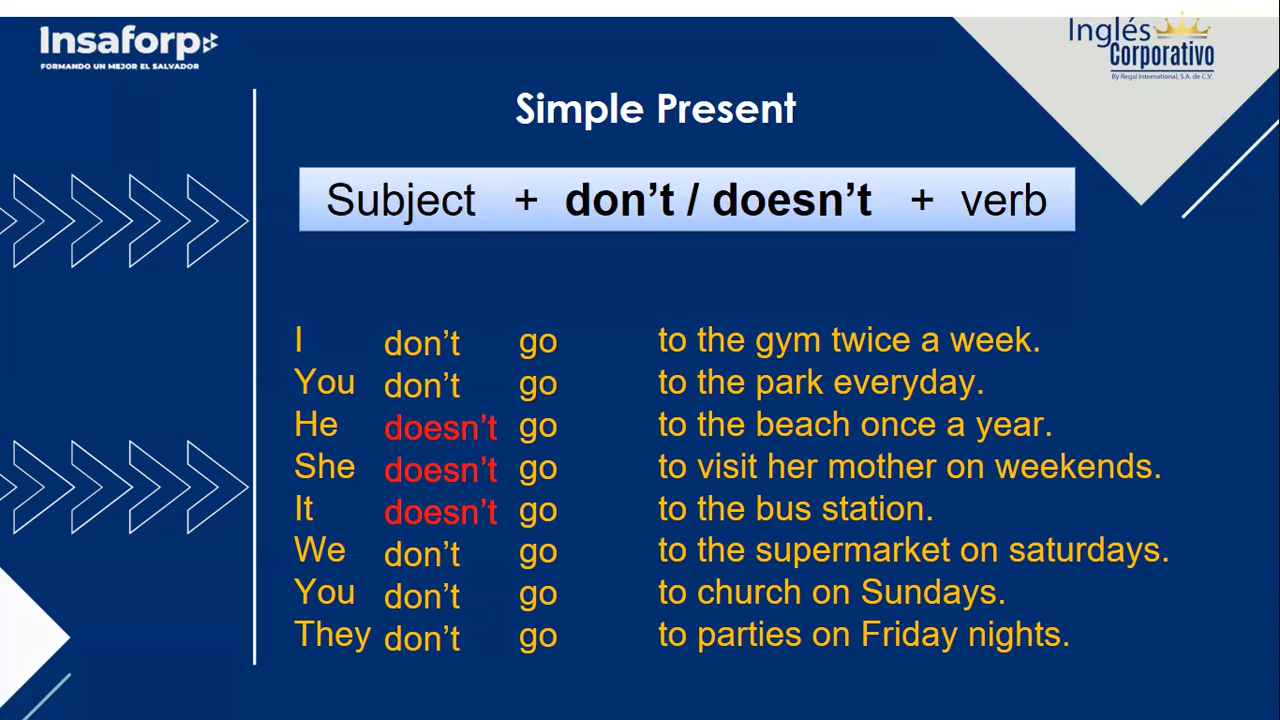 Insaforp
FORMANDO UN MEJOR EL SALVADOR
Inglés
Corporativo
By Regal International, S.A. de C.V.
Simple Present
Subject + don't / doesn't + verb
I don't go to the gym twice a week.
You don't go to the park everyday.
He doesn't go to the beach once a year.
She doesn't go to visit her mother on weekends.
It doesn't go to the bus station.
We don't go to the supermarket on saturdays.
You don't go to church on Sundays.
They don't go to parties on Friday nights.